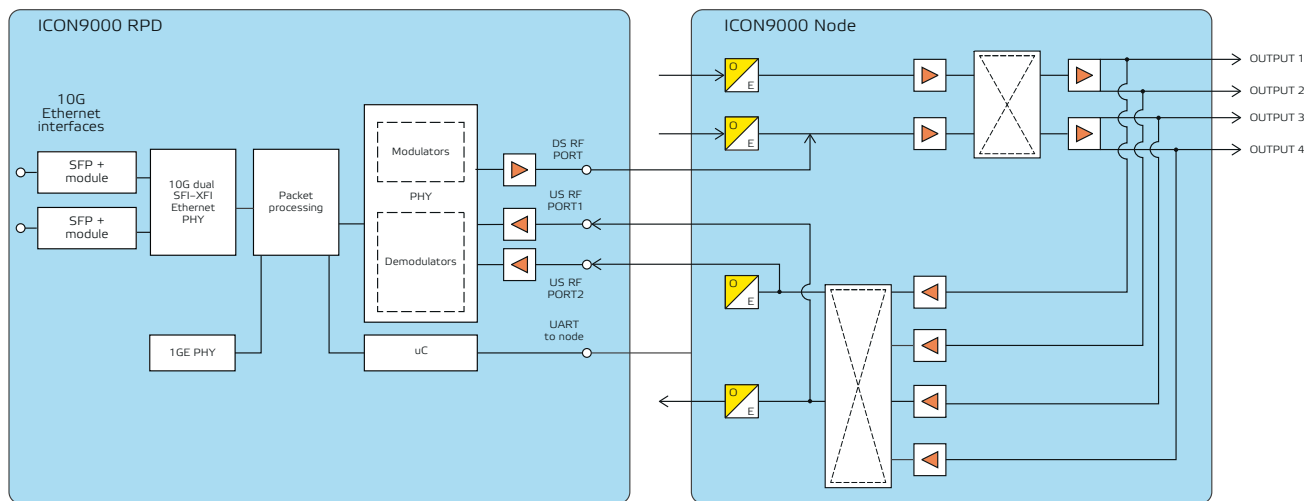 ICON9000 RPD
10G
Ethernet
interfaces
SFP +
module
SFP +
module
10G dual
SFI–XFI
Ethernet
PHY
Packet
processing
Modulators
PHY
Demodulators
DS RF
PORT
US RF
PORT1
US RF
PORT2
UART
to node
1GE PHY
uC
ICON9000 Node
O
E
O
E
O
E
O
E
OUTPUT 1
OUTPUT 2
OUTPUT 3
OUTPUT 4